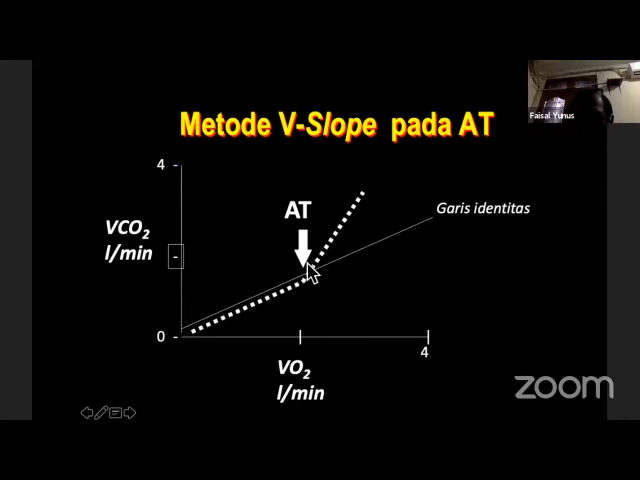 Faisal Yunus
Metode V-Slope pada AT
4 -
AT
Garis identitas
VCO2
l/min
-
0 -
4
VO2
l/min
zoom